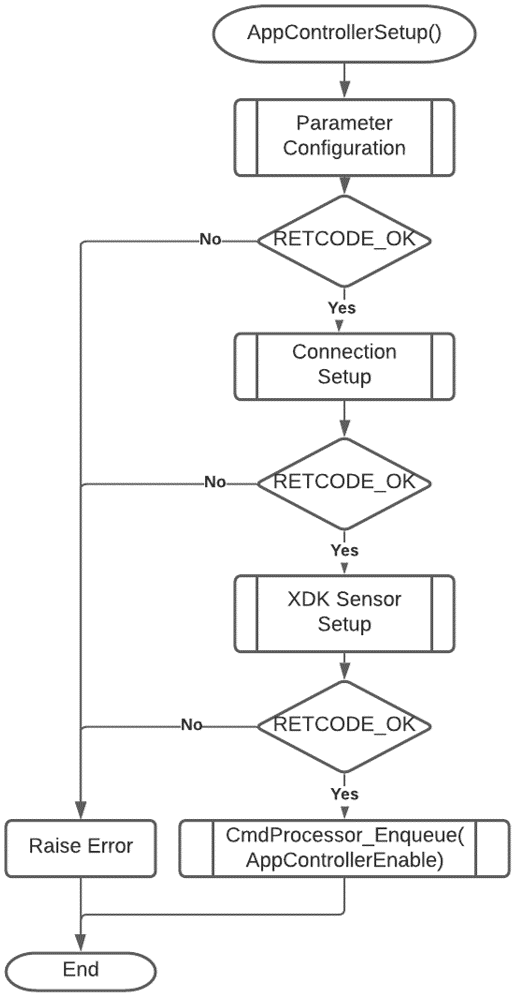 AppControllerSetup()
Parameter
Configuration
RETCODE_OK
No
Yes
Connection
Setup
RETCODE_OK
No
Yes
XDK Sensor
Setup
RETCODE_OK
No
Yes
Raise Error
CmdProcessor_Enqueue(
AppControllerEnable)
End